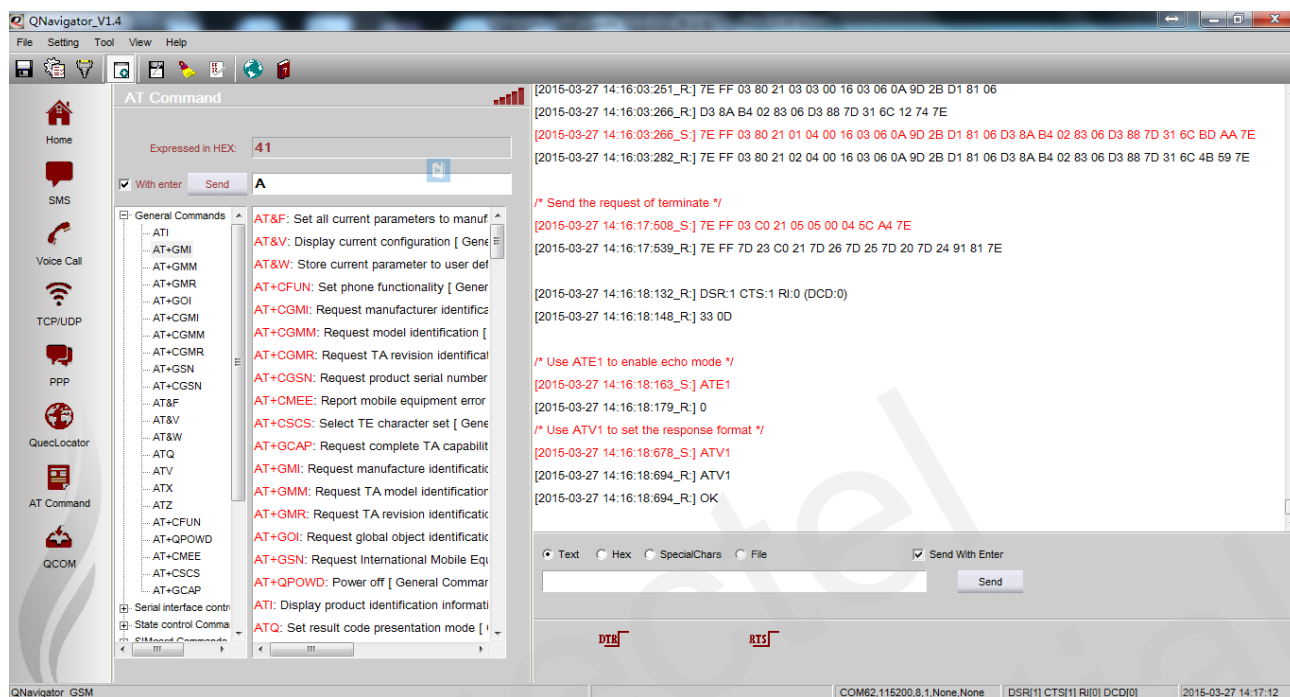 QNavigator_V1.4
File Setting Tool View Help
Home
SMS
Voice Call
TCP/UDP
PPP
QuecLocator
AT Command
QCOM
AT Command
Expressed in HEX: 41
With enter Send A
General Commands
ATI
AT+GMI
AT+GMM
AT+GMR
AT+GOI
AT+CGMI
AT+CGMM
AT+CGMR
AT+GSN
AT+CGSN
AT&F
AT&V
AT&W
ATQ
ATV
ATX
ATZ
AT+CFUN
AT+QPOWD
AT+CMEE
AT+CSCS
AT+GCAP
Serial interface contr
State control Comma
SIMcard Commands
AT&F: Set all current parameters to manuf
AT&V: Display current configuration [ Gene
AT&W: Store current parameter to user def
AT+CFUN: Set phone functionality [ Gener
AT+CGMI: Request manufacturer identifica
AT+CGMM: Request model identification [
AT+CGMR: Request TA revision identificat
AT+CGSN: Request product serial number
AT+CMEE: Report mobile equipment error
AT+CSCS: Select TE character set [ Gene
AT+GCAP: Request complete TA capabilit
AT+GMI: Request manufacture identificatic
AT+GMM: Request TA model identification
AT+GMR: Request TA revision identificatic
AT+GOI: Request global object identificatic
AT+GSN: Request International Mobile Equ
AT+QPOWD: Power off [ General Commar
ATI: Display product identification informati
ATQ: Set result code presentation mode [
[2015-03-27 14:16:03:251_R:] 7E FF 03 80 21 03 03 00 16 03 06 0A 9D 2B D1 81 06
[2015-03-27 14:16:03:266_R:] D3 8A B4 02 83 06 D3 88 7D 31 6C 12 74 7E
[2015-03-27 14:16:03:266_S:] 7E FF 03 80 21 01 04 00 16 03 06 0A 9D 2B D1 81 06 D3 8A B4 02 83 06 D3 88 7D 31 6C BD AA 7E
[2015-03-27 14:16:03:282_R:] 7E FF 03 80 21 02 04 00 16 03 06 0A 9D 2B D1 81 06 D3 8A B4 02 83 06 D3 88 7D 31 6C 4B 59 7E
/* Send the request of terminate */
[2015-03-27 14:16:17:508_S:] 7E FF 03 C0 21 05 05 00 04 5C A4 7E
[2015-03-27 14:16:17:539_R:] 7E FF 7D 23 C0 21 7D 26 7D 25 7D 20 7D 24 91 81 7E
[2015-03-27 14:16:18:132_R:] DSR:1 CTS:1 RI:0 (DCD:0)
[2015-03-27 14:16:18:148_R:] 33 0D
/* Use ATE1 to enable echo mode */
[2015-03-27 14:16:18:163_S:] ATE1
[2015-03-27 14:16:18:179_R:] 0
/* Use ATV1 to set the response format */
[2015-03-27 14:16:18:678_S:] ATV1
[2015-03-27 14:16:18:694_R:] ATV1
[2015-03-27 14:16:18:694_R:] OK
Text Hex SpecialChars File Send With Enter
Send
DTR RTS
QNavigator_GSM COM62,115200,8,1,None,None DSR[1] CTS[1] RI[0] DCD[0] 2015-03-27 14:17:12